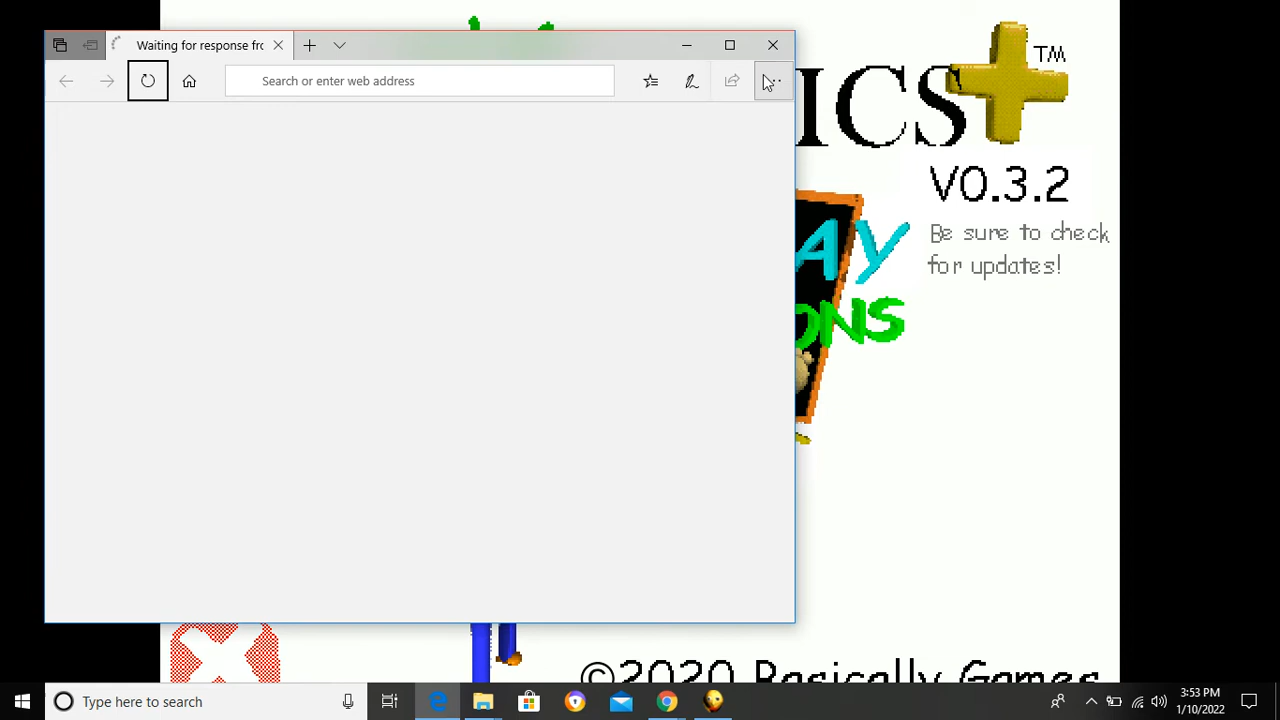 Waiting for response fro
Search or enter web address
ICS
TM
V0.3.2
Be sure to check
for updates!
AY
ONS
©2020 Basically Games
Type here to search
3:53 PM
1/10/2022